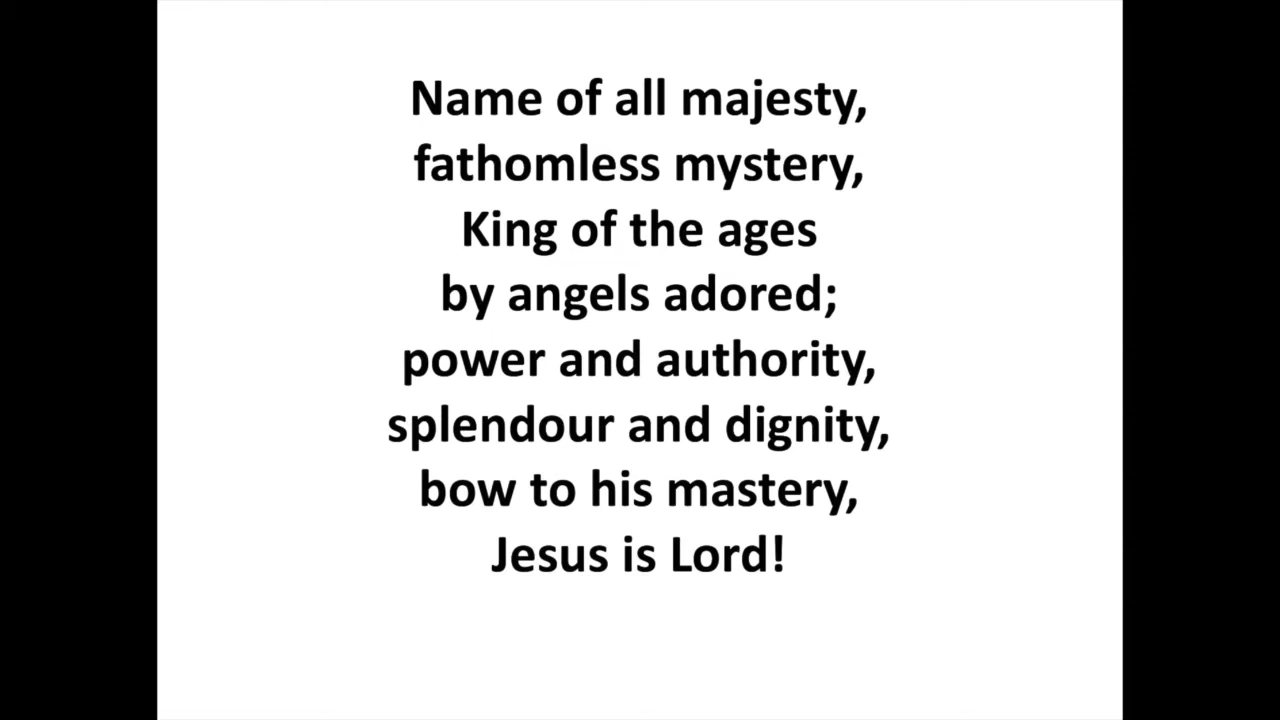 Name of all majesty,
fathomless mystery,
King of the ages
by angels adored;
power and authority,
splendour and dignity,
bow to his mastery,
Jesus is Lord!